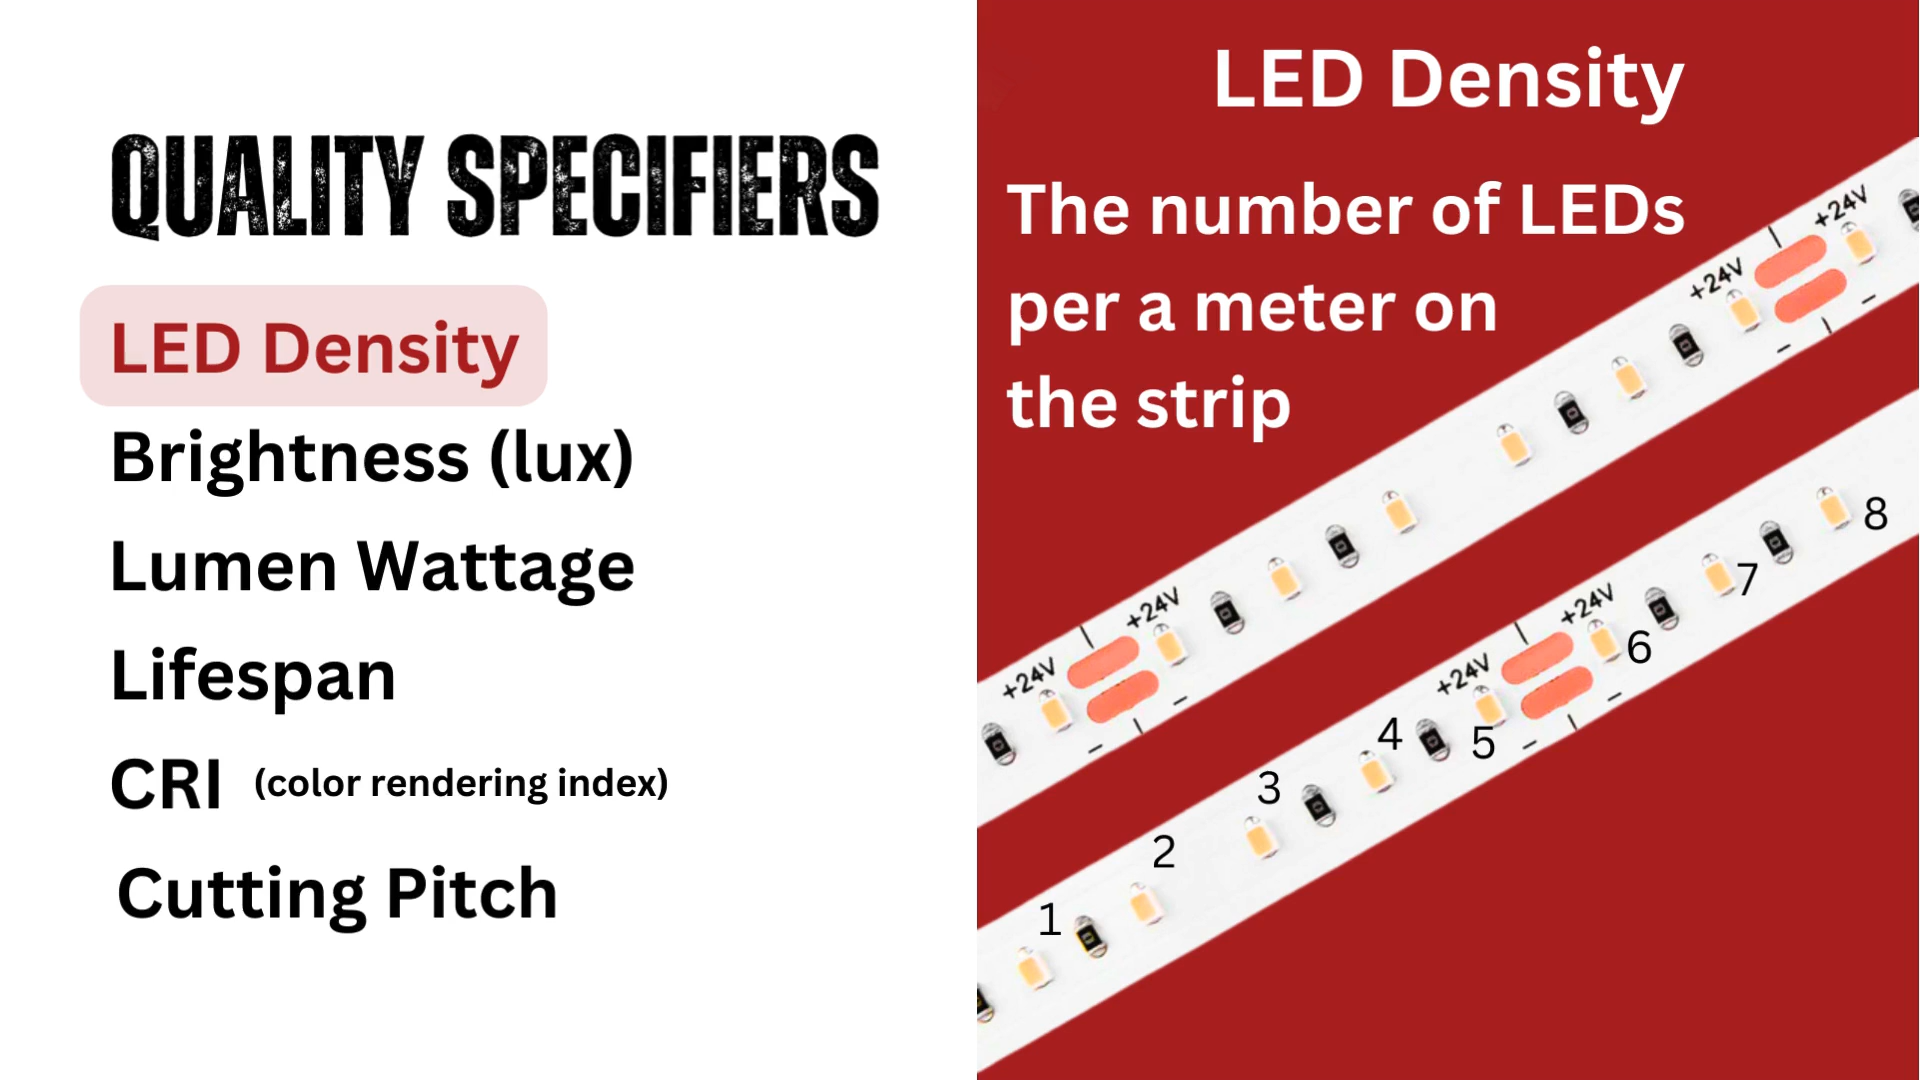 QUALITY SPECIFIERS
LED Density
Brightness (lux)
Lumen Wattage
Lifespan
CRI (color rendering index)
Cutting Pitch
LED Density
The number of LEDs
per a meter on
the strip
+24V
+24V
-
-
+24V
+24V
-
-
8
7
+24V
6
+24V
5
4
-
-
3
2
1